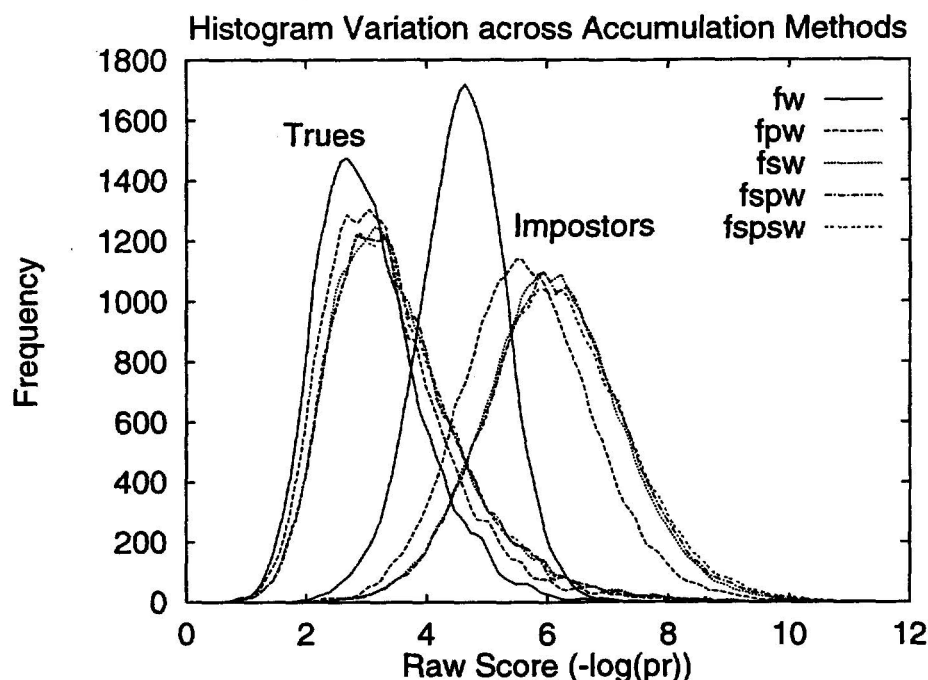 Histogram Variation across Accumulation Methods
1800
1600
1400
1200
1000
800
600
400
200
0
Frequency
Trues
Impostors
fw
fpw
fsw
fspw
fspsw
0 2 4 6 8 10 12
Raw Score (-log(pr))